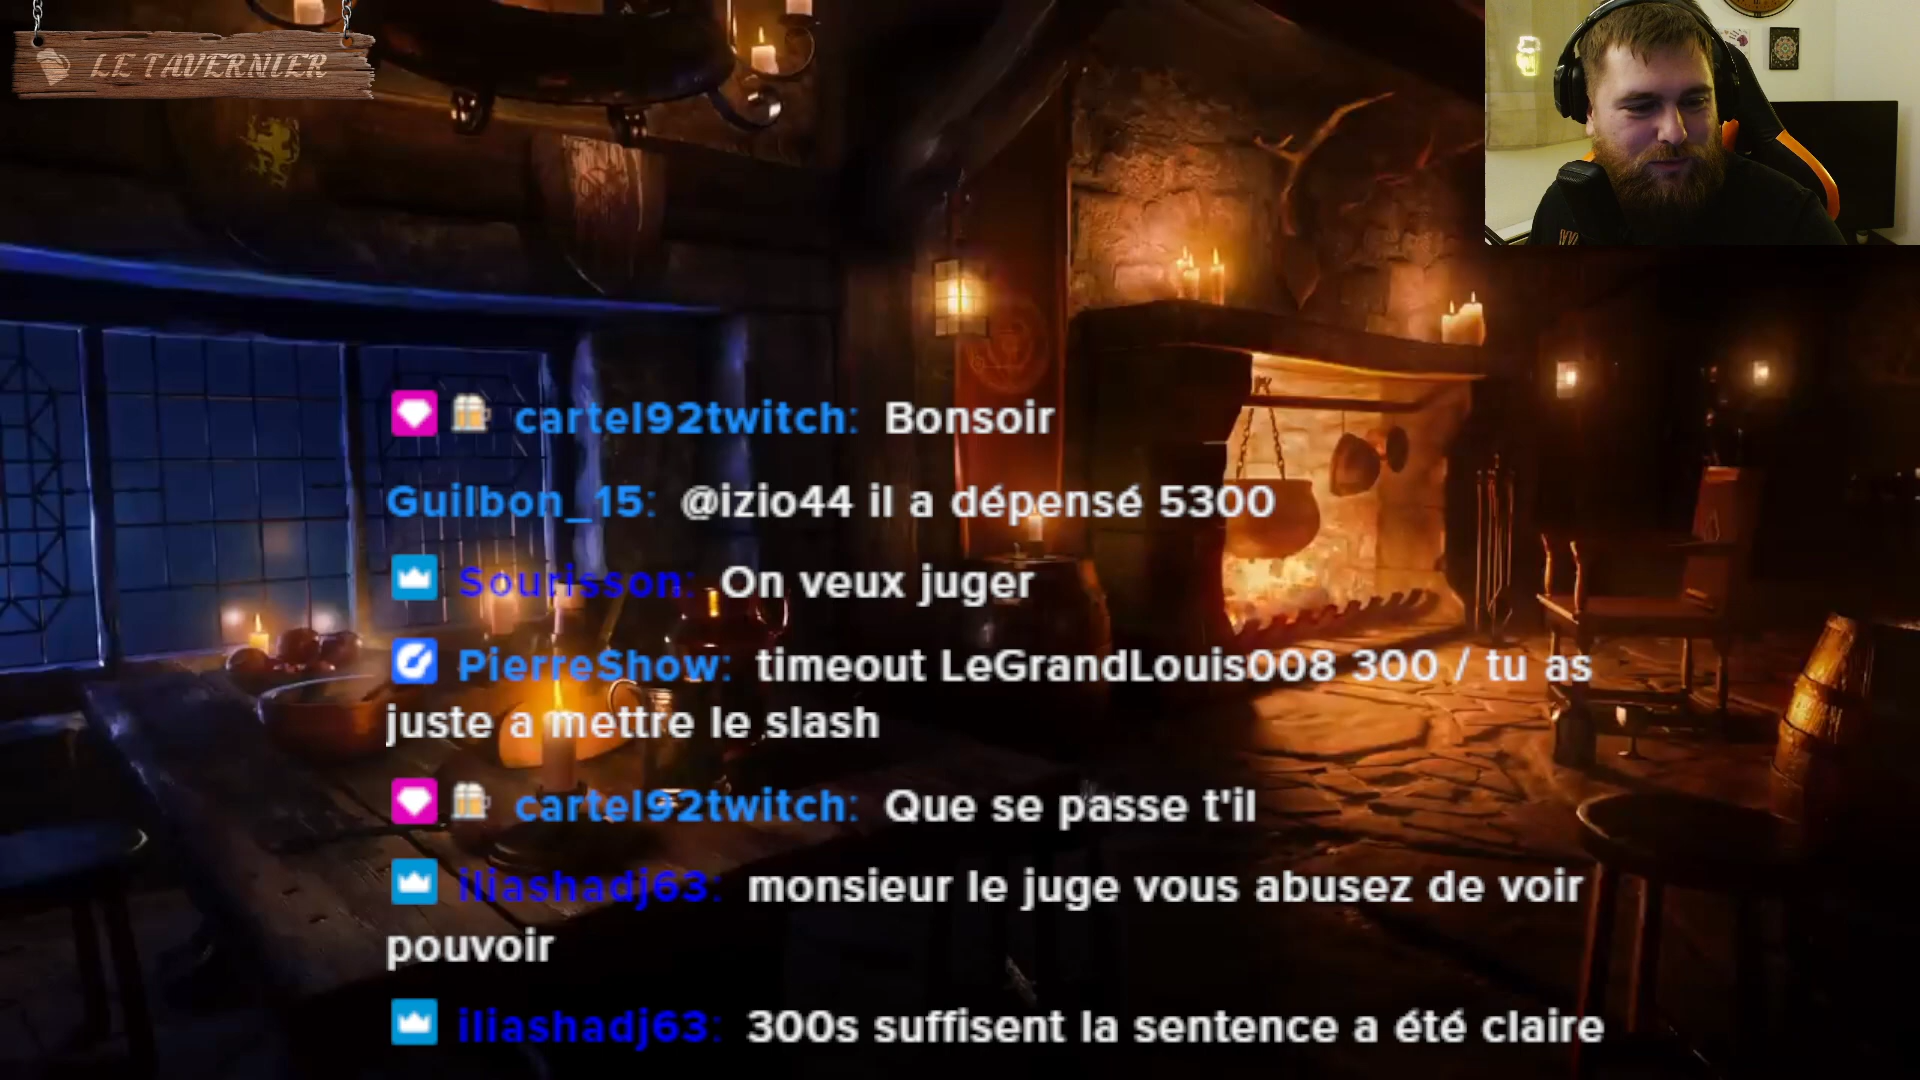 LE TAVERNIER
cartel92twitch: Bonsoir
Guilbon_15: @izio44 il a dépensé 5300
Sourisson: On veux juger
PierreShow: timeout LeGrandLouis008 300 / tu as
juste a mettre le slash
cartel92twitch: Que se passe t'il
iliashadj63: monsieur le juge vous abusez de voir
pouvoir
iliashadj63: 300s suffisent la sentence a été claire